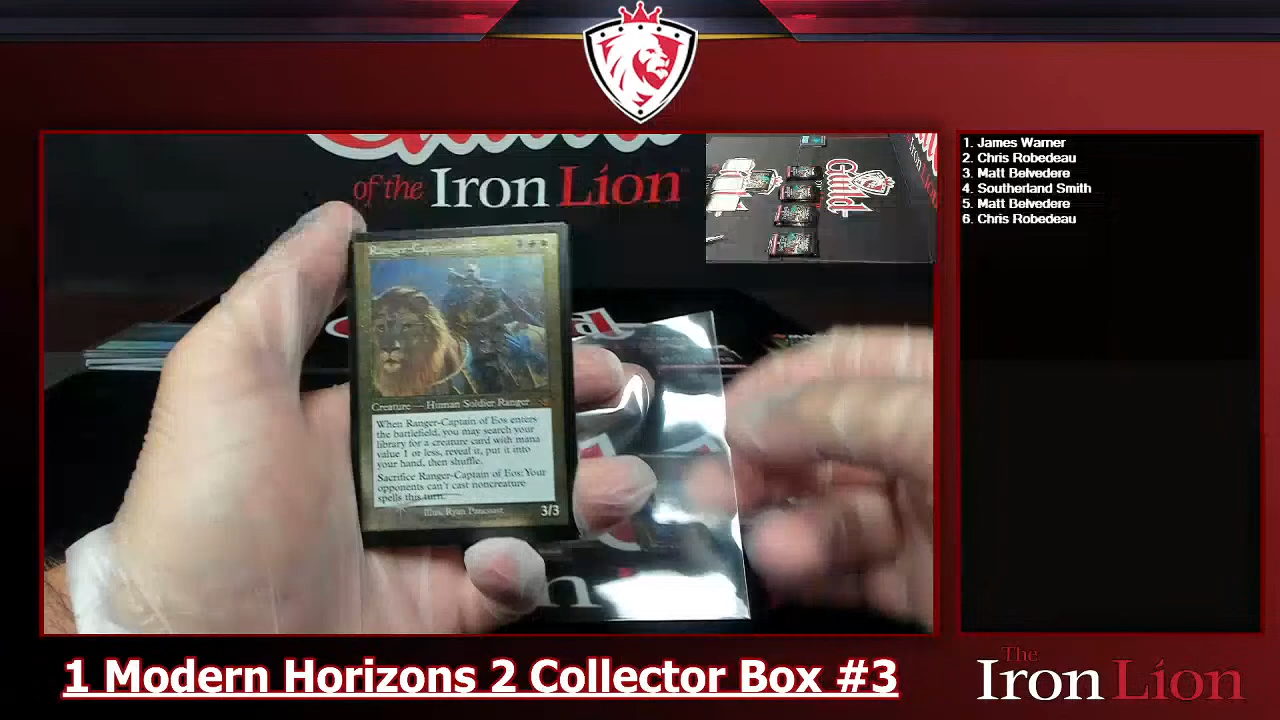 of the Iron Lion
Guild
1. James Warner
2. Chris Robedeau
3. Matt Belvedere
4. Southerland Smith
5. Matt Belvedere
6. Chris Robedeau
Ranger-Captain
Creature — Human Soldier Ranger
When Ranger-Captain of Eos enters
the battlefield, you may search your
library for a creature card with mana
value 1 or less, reveal it, put it into
your hand, then shuffle.
Sacrifice Ranger-Captain of Eos: Your
opponents can't cast noncreature
spells this turn.
Illus. Ryan Pancoast
3/3
1 Modern Horizons 2 Collector Box #3
The
Iron Lion